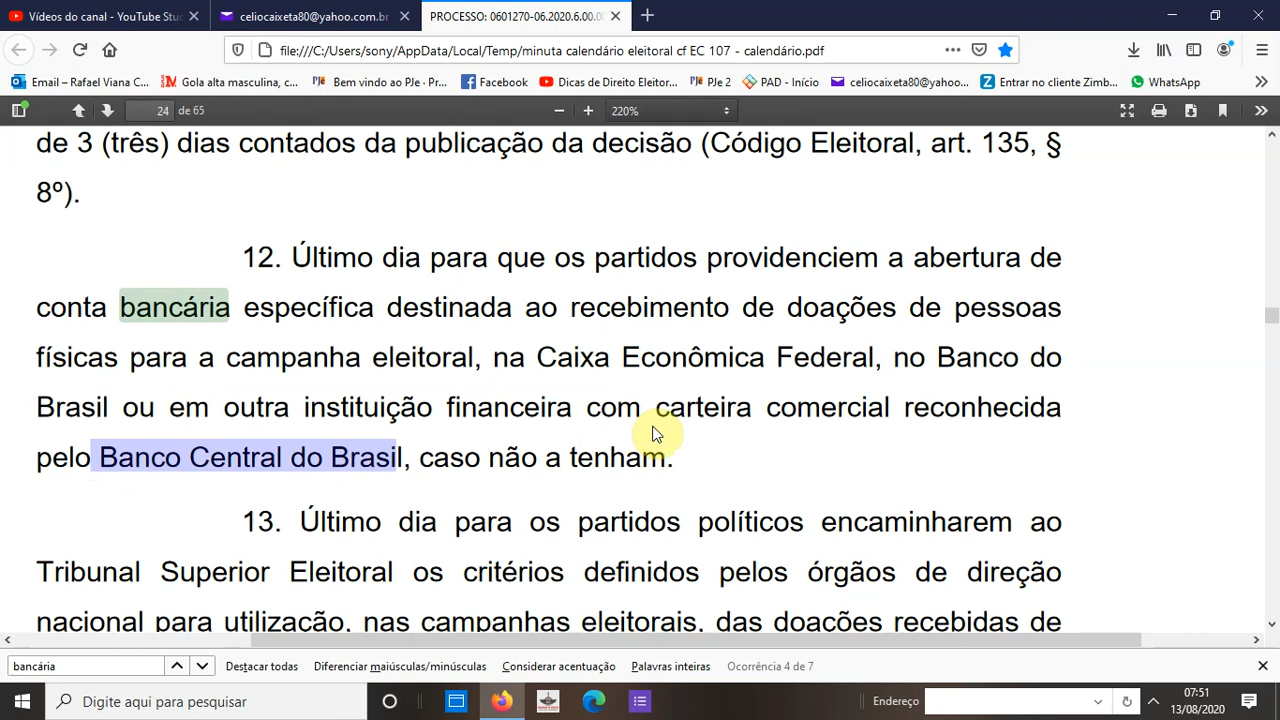 Vídeos do canal - YouTube Stu
celiocaixeta80@yahoo.com.br
PROCESSO: 0601270-06.2020.6.00.00
file:///C:/Users/sony/AppData/Local/Temp/minuta calendário eleitoral cf EC 107 - calendário.pdf
Email – Rafael Viana C...
Gola alta masculina, c...
Bem vindo ao PJe - Pr...
Facebook
Dicas de Direito Eleitor...
PJe 2
PAD - Início
celiocaixeta80@yahoo...
Entrar no cliente Zimb...
WhatsApp
24 de 65
220%
de 3 (três) dias contados da publicação da decisão (Código Eleitoral, art. 135, §
8º).
12. Último dia para que os partidos providenciem a abertura de
conta bancária específica destinada ao recebimento de doações de pessoas
físicas para a campanha eleitoral, na Caixa Econômica Federal, no Banco do
Brasil ou em outra instituição financeira com carteira comercial reconhecida
pelo Banco Central do Brasil, caso não a tenham.
13. Último dia para os partidos políticos encaminharem ao
Tribunal Superior Eleitoral os critérios definidos pelos órgãos de direção
nacional para utilização, nas campanhas eleitorais, das doações recebidas de
bancária
Destacar todas
Diferenciar maiúsculas/minúsculas
Considerar acentuação
Palavras inteiras
Ocorrência 4 de 7
Digite aqui para pesquisar
Endereço
07:51
13/08/2020